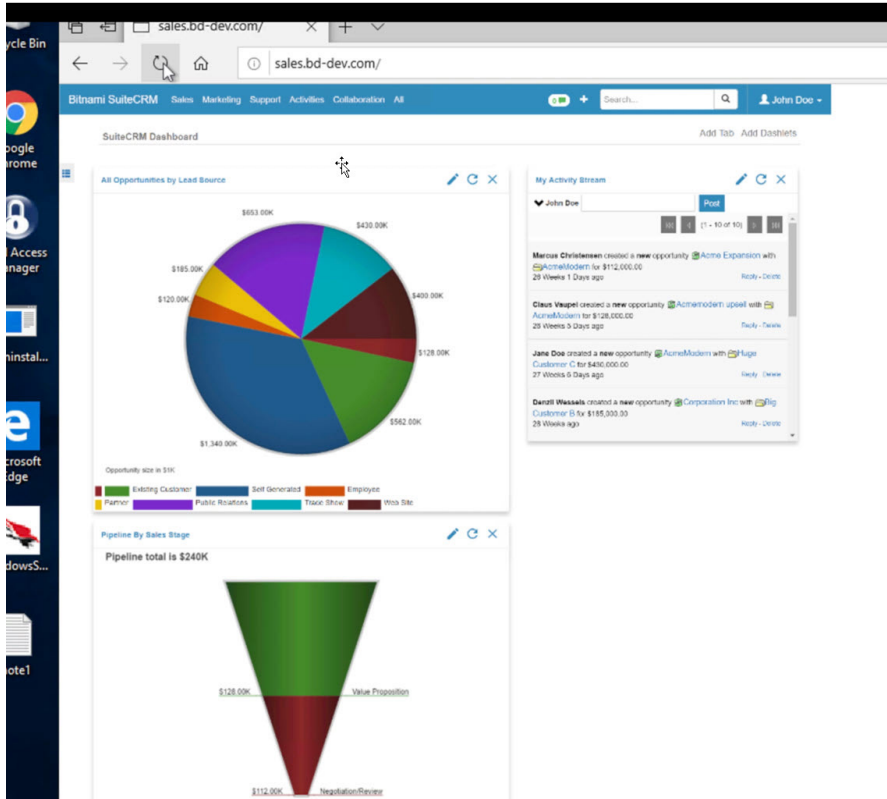 sales.bd-dev.com/
ycle Bin
sales.bd-dev.com/
Bitnami SuiteCRM Sales Marketing Support Activities Collaboration All
0
Search...
John Doe
SuiteCRM Dashboard
Add Tab Add Dashlets
oogle
hrome
All Opportunities by Lead Source
$653.00K
$430.00K
$185.00K
$120.00K
$400.00K
$128.00K
$562.00K
$1,340.00K
Opportunity size in $1K
Existing Customer Self Generated Employee
Partner Public Relations Trade Show Web Site
My Activity Stream
John Doe
Post
(1 - 10 of 10)
Marcus Christensen created a new opportunity Acme Expansion with
AcmeModern for $112,000.00
26 Weeks 1 Days ago Reply - Delete
Claus Vaupel created a new opportunity Acmemodern upsell with
AcmeModern for $128,000.00
26 Weeks 5 Days ago Reply - Delete
Jane Doe created a new opportunity AcmeModern with Huge
Customer C for $430,000.00
27 Weeks 6 Days ago Reply - Delete
Denzil Wessels created a new opportunity Corporation Inc with Big
Customer B for $185,000.00
28 Weeks ago Reply - Delete
Access
anager
ninstal...
crosoft
Edge
dowsS...
ote1
Pipeline By Sales Stage
Pipeline total is $240K
$128.00K Value Proposition
$112.00K Negotiation/Review